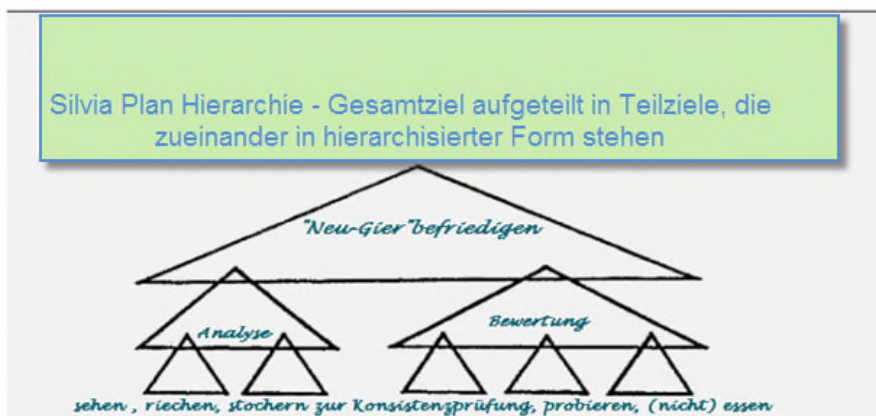 Silvia Plan Hierarchie - Gesamtziel aufgeteilt in Teilziele, die
zueinander in hierarchisierter Form stehen
"Neu-Gier"befriedigen
Analyse
Bewertung
sehen , riechen, stochern zur Konsistenzprüfung, probieren, (nicht) essen